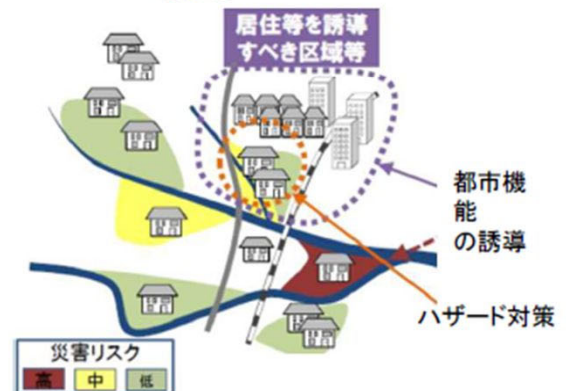 居住等を誘導
すべき区域等
都市機
能
の誘導
ハザード対策
災害リスク
高 中 低